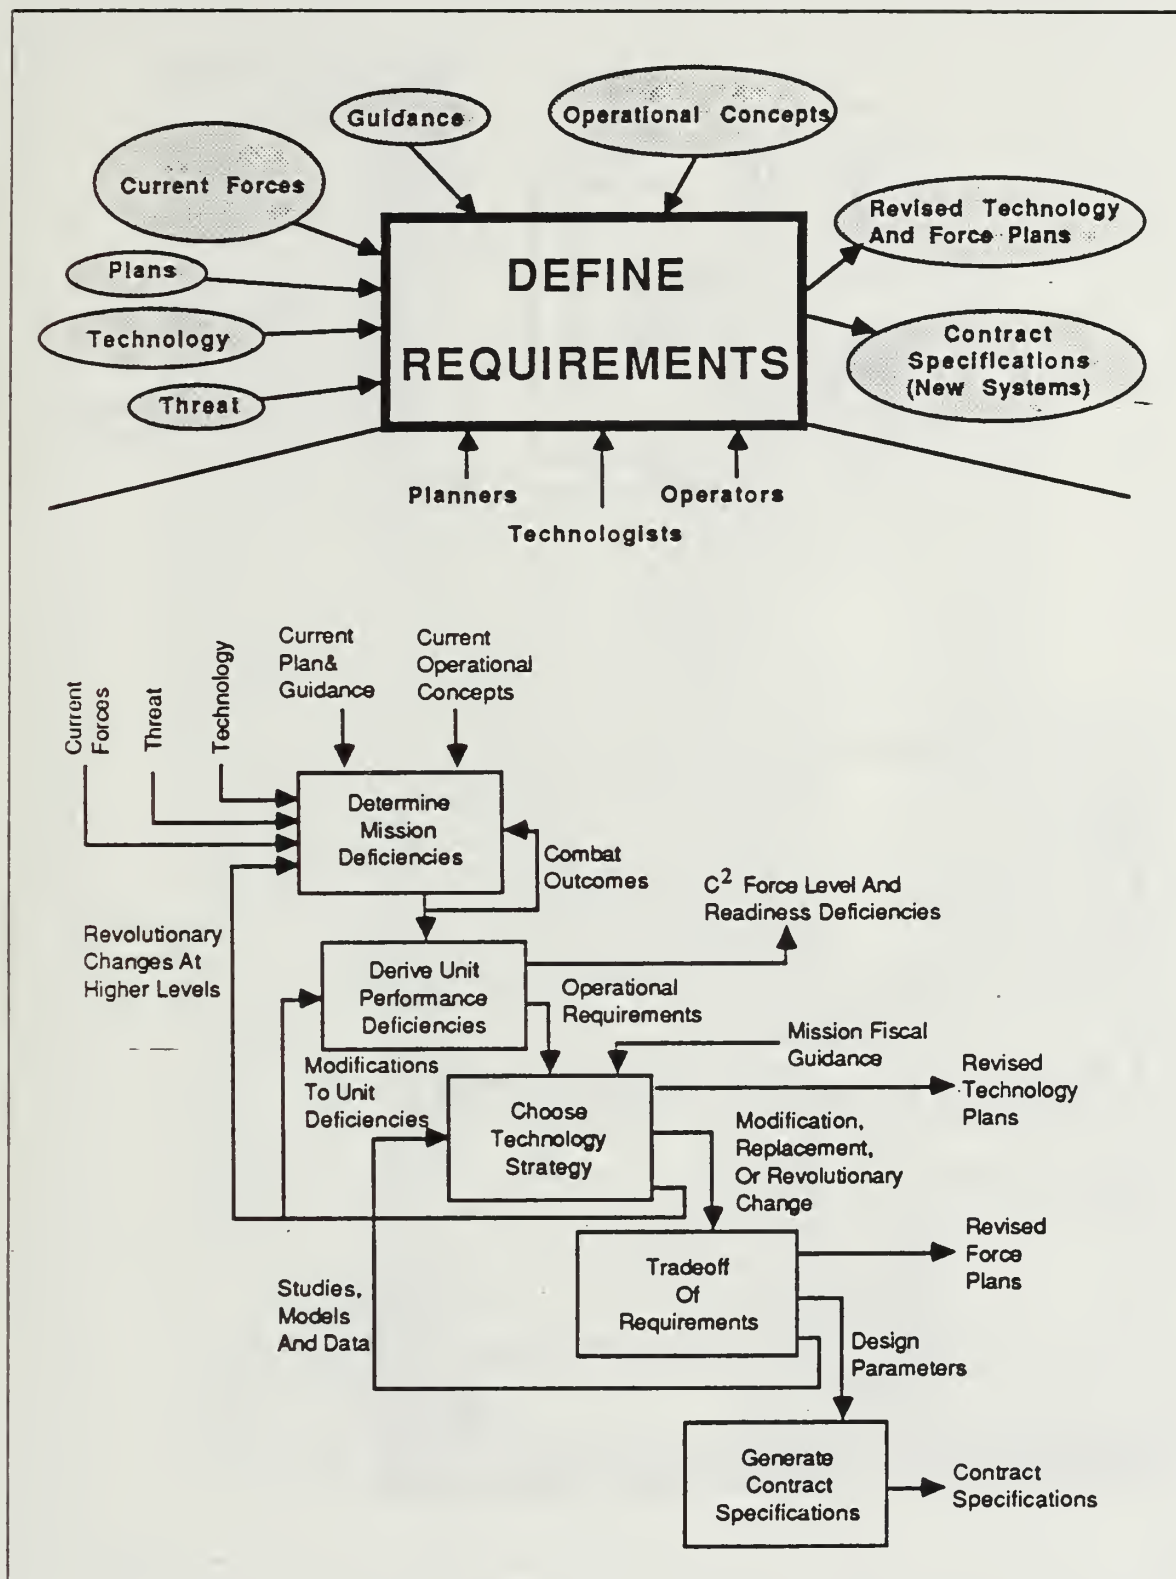 Guidance
Operational Concepts
Current Forces
Revised Technology
And Force Plans
Plans
DEFINE
REQUIREMENTS
Technology
Contract
Specifications
(New Systems)
Threat
Planners
Operators
Technologists
Current
Plan&
Guidance
Current
Operational
Concepts
Current
Forces
Threat
Technology
Determine
Mission
Deficiencies
Combat
Outcomes
C² Force Level And
Readiness Deficiencies
Revolutionary
Changes At
Higher Levels
Derive Unit
Performance
Deficiencies
Operational
Requirements
Mission Fiscal
Guidance
Modifications
To Unit
Deficiencies
Revised
Technology
Plans
Choose
Technology
Strategy
Modification,
Replacement,
Or Revolutionary
Change
Revised
Force
Plans
Tradeoff
Of
Requirements
Studies,
Models
And Data
Design
Parameters
Generate
Contract
Specifications
Contract
Specifications